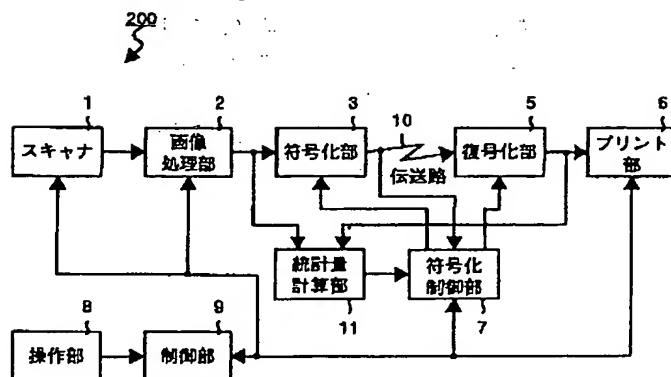 200
1
2
3
10
5
6
スキャナ
画像
処理部
符号化部
伝送路
復号化部
プリント
部
統計量
計算部
11
符号化
制御部
7
8
9
操作部
制御部